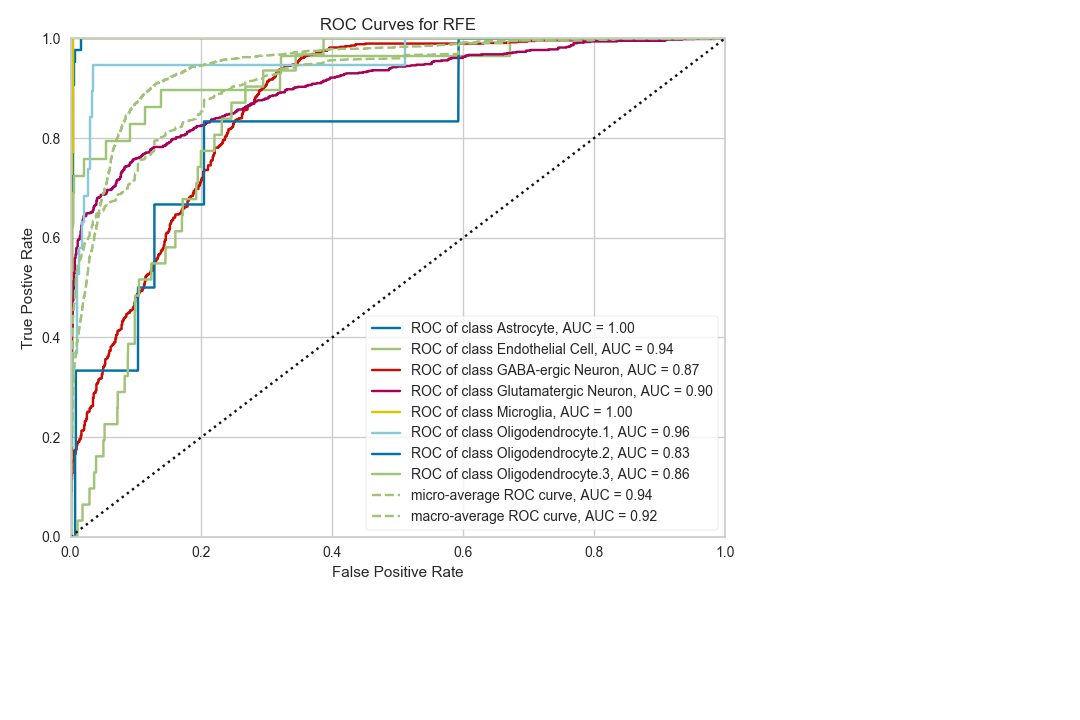 ROC Curves for RFE
True Postive Rate
1.0
0.8
0.6
0.4
0.2
0.0
ROC of class Astrocyte, AUC = 1.00
ROC of class Endothelial Cell, AUC = 0.94
ROC of class GABA-ergic Neuron, AUC = 0.87
ROC of class Glutamatergic Neuron, AUC = 0.90
ROC of class Microglia, AUC = 1.00
ROC of class Oligodendrocyte.1, AUC = 0.96
ROC of class Oligodendrocyte.2, AUC = 0.83
ROC of class Oligodendrocyte.3, AUC = 0.86
micro-average ROC curve, AUC = 0.94
macro-average ROC curve, AUC = 0.92
0.0 0.2 0.4 0.6 0.8 1.0
False Positive Rate